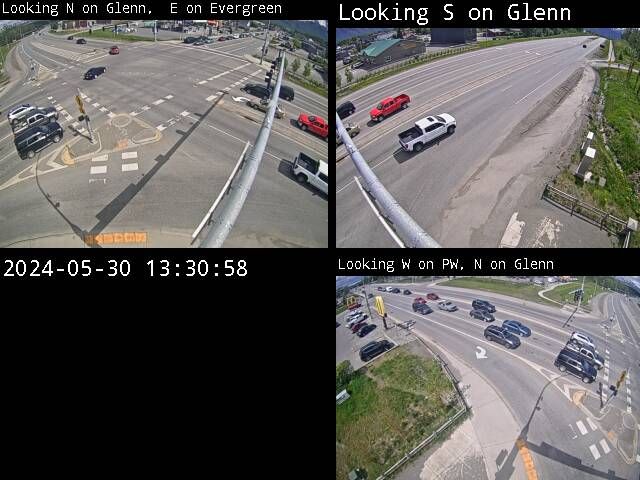 Looking N on Glenn, E on Evergreen
Looking S on Glenn
2024-05-30 13:30:58
Looking W on PW, N on Glenn